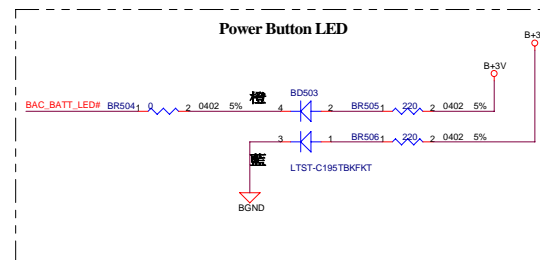 Power Button LED
B+3
B+3V
橙
BD503
BAC_BATT_LED# BR504 1 0 2 0402 5% 4 2 BR505 1 220 2 0402 5%
3 1 BR506 1 220 2 0402 5%
藍
LTST-C195TBKFKT
BGND